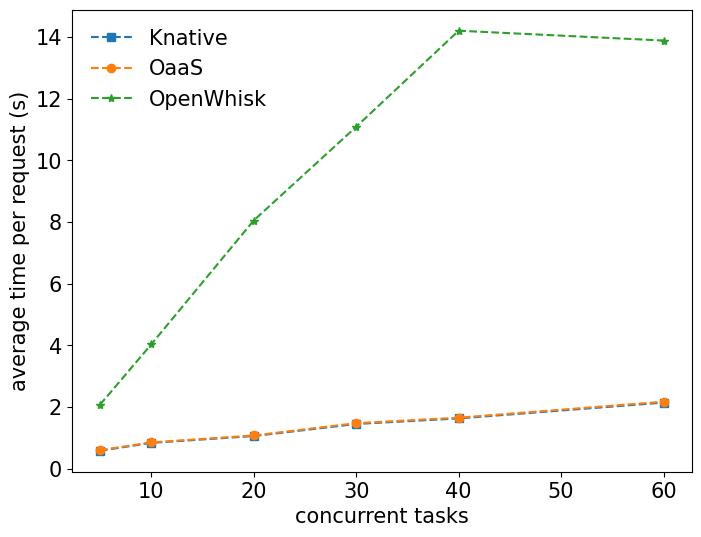 Knative
OaaS
OpenWhisk
average time per request (s)
14
12
10
8
6
4
2
0
10 20 30 40 50 60
concurrent tasks